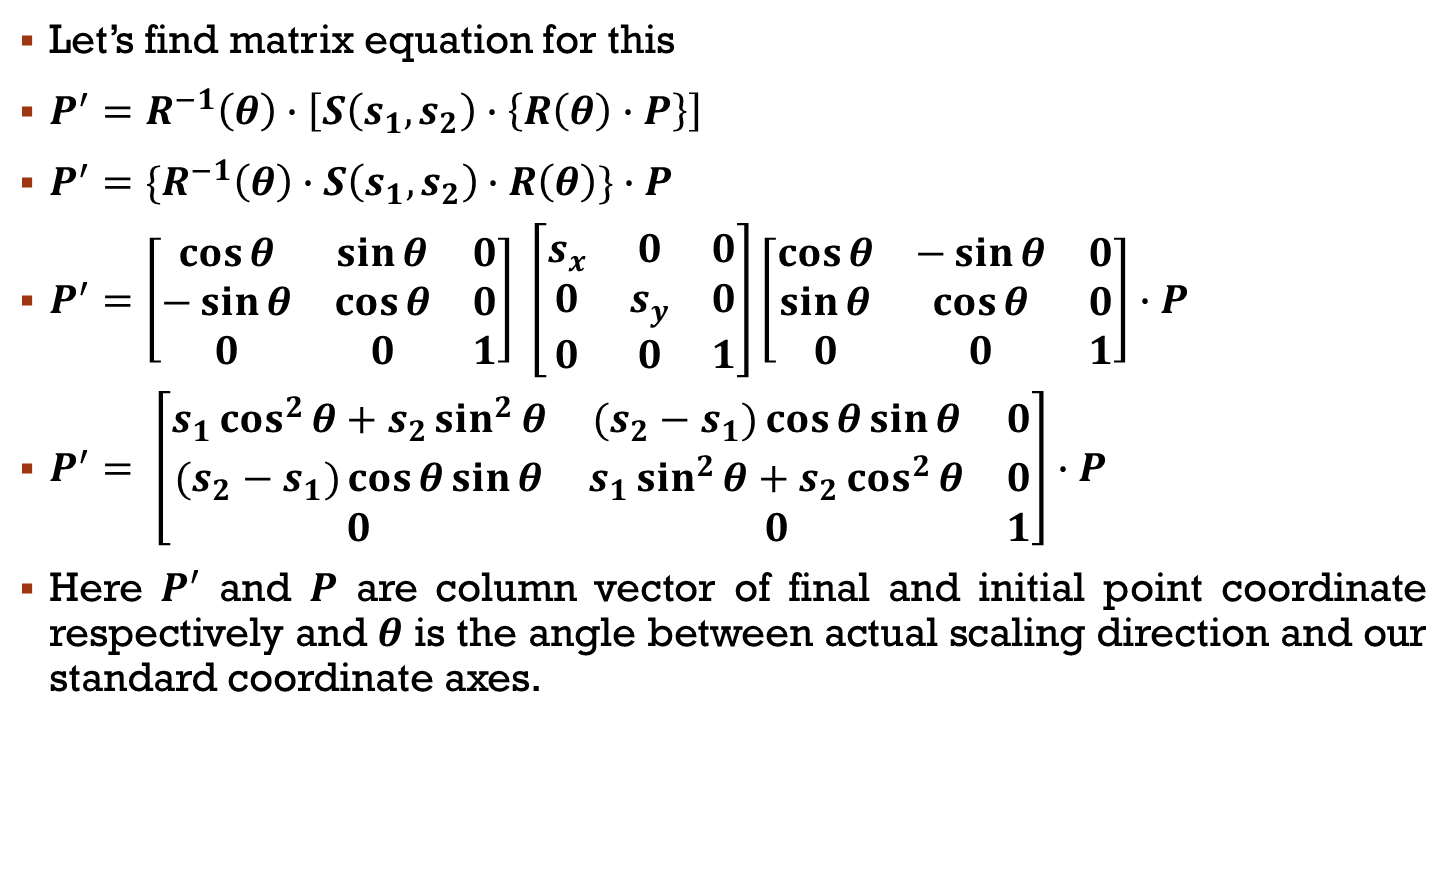 ▪ Let’s find matrix equation for this
▪ P′ = R⁻¹(θ) · [S(s₁, s₂) · {R(θ) · P}]
▪ P′ = {R⁻¹(θ) · S(s₁, s₂) · R(θ)} · P
▪ P′ = [cos θ sin θ 0; − sin θ cos θ 0; 0 0 1] [sₓ 0 0; 0 s_y 0; 0 0 1] [cos θ − sin θ 0; sin θ cos θ 0; 0 0 1] · P
▪ P′ = [s₁ cos² θ + s₂ sin² θ (s₂ − s₁) cos θ sin θ 0; (s₂ − s₁) cos θ sin θ s₁ sin² θ + s₂ cos² θ 0; 0 0 1] · P
▪ Here P′ and P are column vector of final and initial point coordinate
respectively and θ is the angle between actual scaling direction and our
standard coordinate axes.